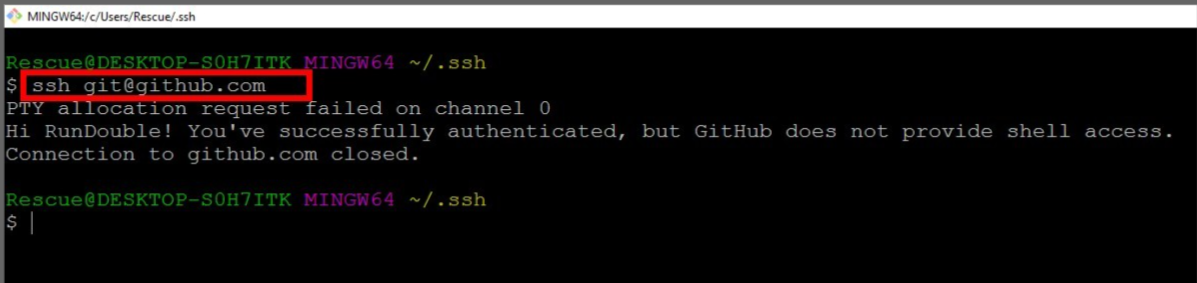 MINGW64:/c/Users/Rescue/.ssh
Rescue@DESKTOP-S0H7ITK MINGW64 ~/.ssh
$ ssh git@github.com
PTY allocation request failed on channel 0
Hi RunDouble! You've successfully authenticated, but GitHub does not provide shell access.
Connection to github.com closed.
Rescue@DESKTOP-S0H7ITK MINGW64 ~/.ssh
$